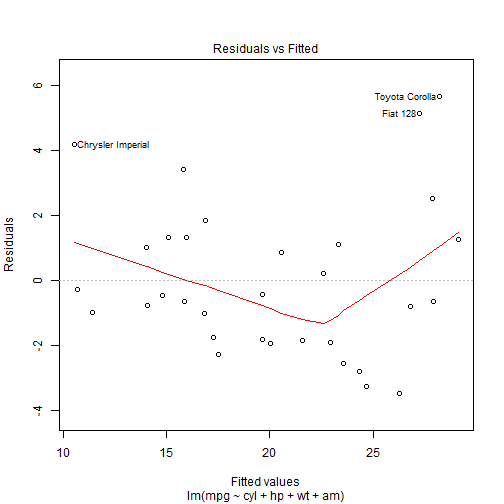 Residuals vs Fitted
6
4
2
0
-2
-4
Residuals
Toyota Corolla
Fiat 128
Chrysler Imperial
10
15
20
25
Fitted values
lm(mpg ~ cyl + hp + wt + am)